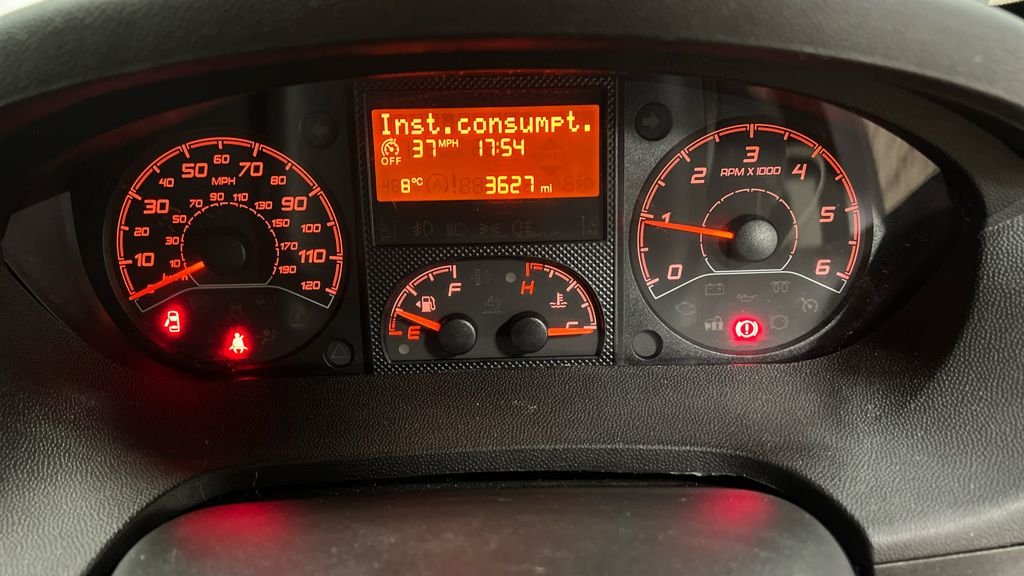 Inst.consumpt.
OFF 37 MPH 17:54
8°C 3627 mi
10 30 40 50 60 70 80 90 100 110 120
MPH
10 30 50 70 90 110 130 150 170 190
km/h
F
E
H
C
0 1 2 3 4 5 6
RPM X 1000